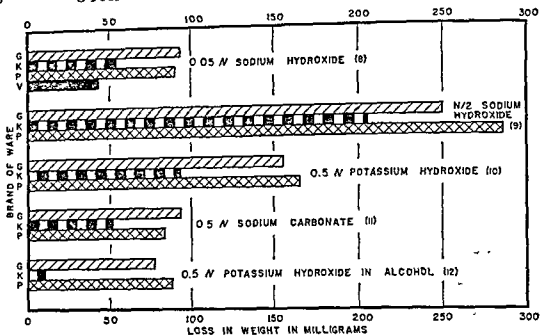 0 50 100 150 200 250 300
BRAND OF WARE
G
K
P
V
0.05 N SODIUM HYDROXIDE (8)
G
K
P
N/2 SODIUM
HYDROXIDE
(9)
G
K
P
0.5 N POTASSIUM HYDROXIDE (10)
G
K
P
0.5 N SODIUM CARBONATE (11)
G
K
P
0.5 N POTASSIUM HYDROXIDE IN ALCOHOL (12)
0 50 100 150 200 250 300
LOSS IN WEIGHT IN MILLIGRAMS